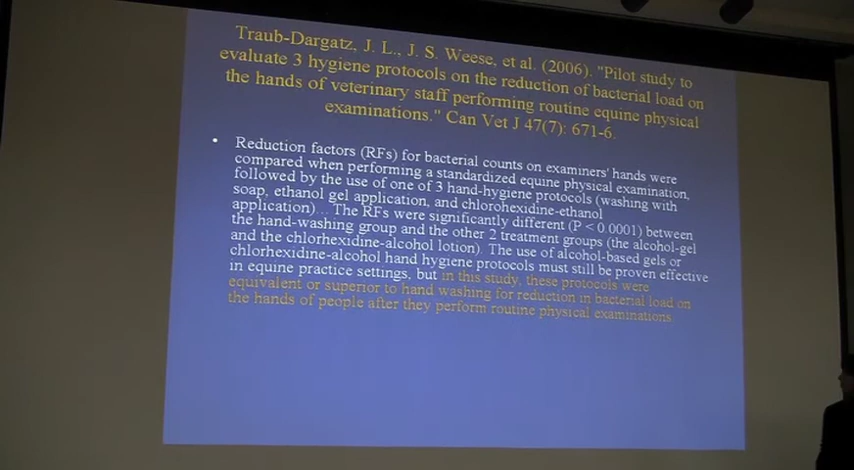 Traub-Dargatz, J. L., J. S. Weese, et al. (2006). "Pilot study to
evaluate 3 hygiene protocols on the reduction of bacterial load on
the hands of veterinary staff performing routine equine physical
examinations." Can Vet J 47(7): 671-6.
• Reduction factors (RFs) for bacterial counts on examiners' hands were
compared when performing a standardized equine physical examination,
followed by the use of one of 3 hand-hygiene protocols (washing with
soap, ethanol gel application, and chlorohexidine-ethanol
application)... The RFs were significantly different (P < 0.0001) between
the hand-washing group and the other 2 treatment groups (the alcohol-gel
and the chlorhexidine-alcohol lotion). The use of alcohol-based gels or
chlorhexidine-alcohol hand hygiene protocols must still be proven effective
in equine practice settings, but in this study, these protocols were
equivalent or superior to hand washing for reduction in bacterial load on
the hands of people after they perform routine physical examinations